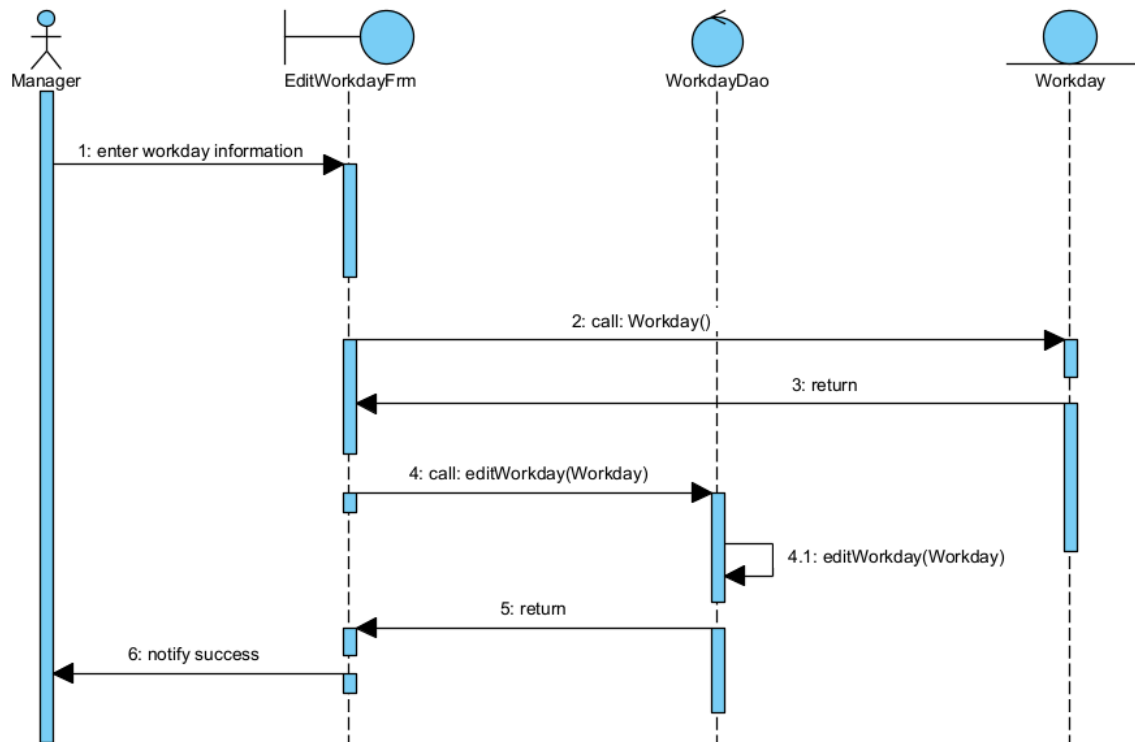 Manager
EditWorkdayFrm
WorkdayDao
Workday
1: enter workday information
2: call: Workday()
3: return
4: call: editWorkday(Workday)
4.1: editWorkday(Workday)
5: return
6: notify success